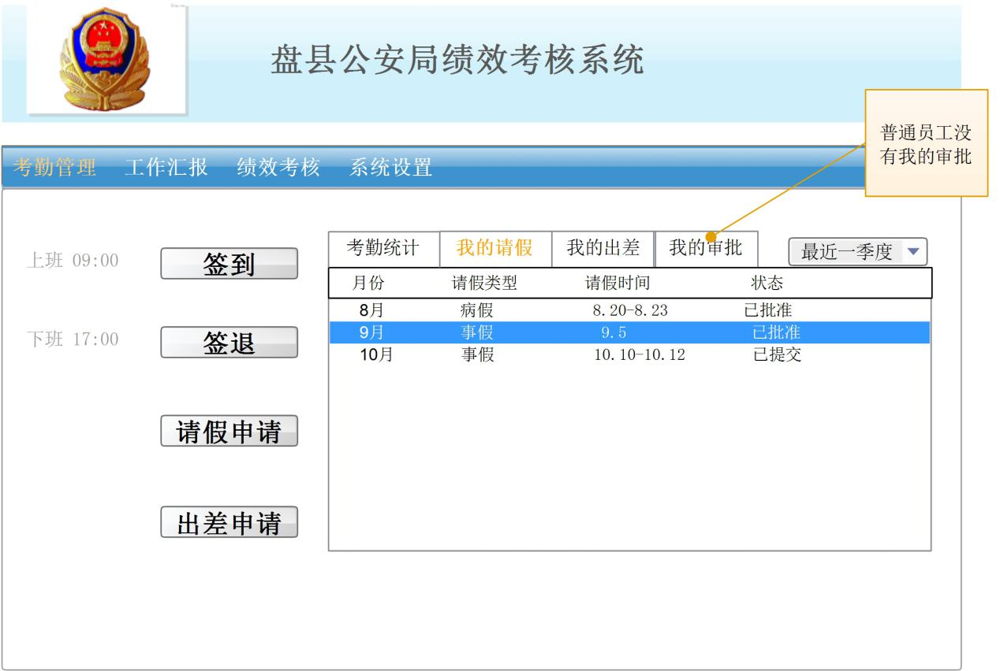 盘县公安局绩效考核系统
普通员工没
有我的审批
考勤管理 工作汇报 绩效考核 系统设置
上班 09:00 签到
下班 17:00 签退
请假申请
出差申请
考勤统计 我的请假 我的出差 我的审批 最近一季度
月份 请假类型 请假时间 状态
8月 病假 8.20-8.23 已批准
9月 事假 9.5 已批准
10月 事假 10.10-10.12 已提交